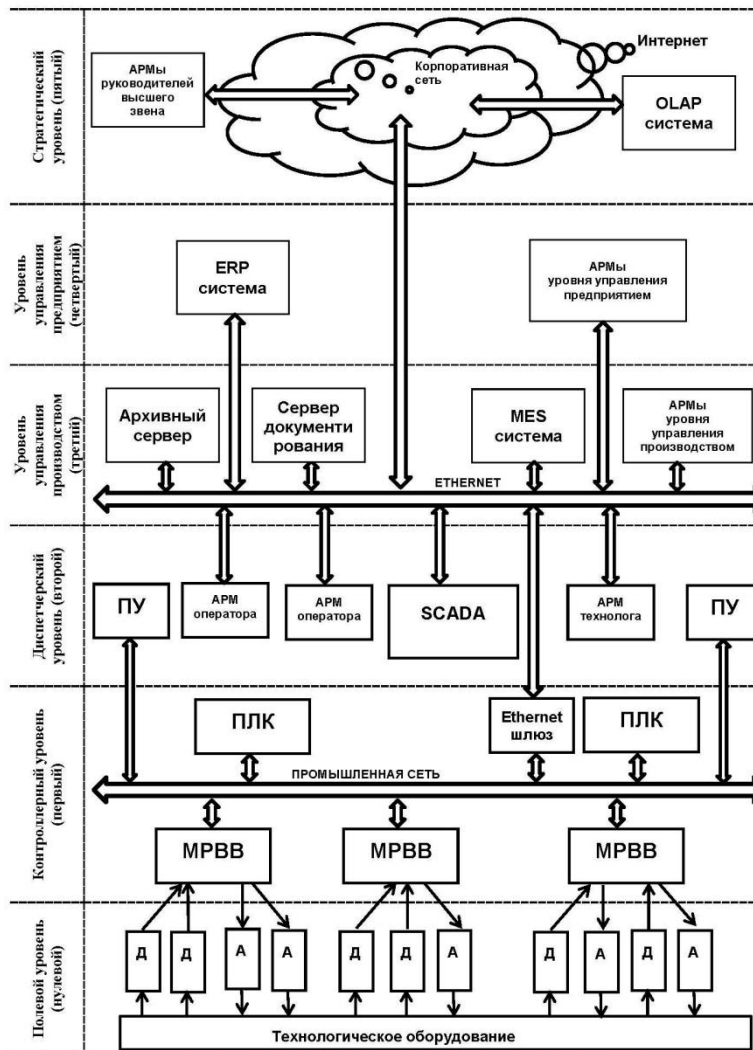 Стратегический
уровень (пятый)
АРМы
руководителей
высшего
звена
Корпоративная
сеть
Интернет
OLAP
система
Уровень
управления
предприятием
(четвертый)
ERP
система
АРМы
уровня управления
предприятием
Уровень
управления
производством
(третий)
Архивный
сервер
Сервер
документи
рования
MES
система
АРМы
уровня
управления
производством
ETHERNET
Диспетчерский
уровень (второй)
ПУ
АРМ
оператора
АРМ
оператора
SCADA
АРМ
технолога
ПУ
Контроллерный уровень
(первый)
ПЛК
Ethernet
шлюз
ПЛК
ПРОМЫШЛЕННАЯ СЕТЬ
МРВВ
МРВВ
МРВВ
Полевой уровень
(нулевой)
Д
Д
А
А
Д
Д
А
Д
А
Д
А
Технологическое оборудование